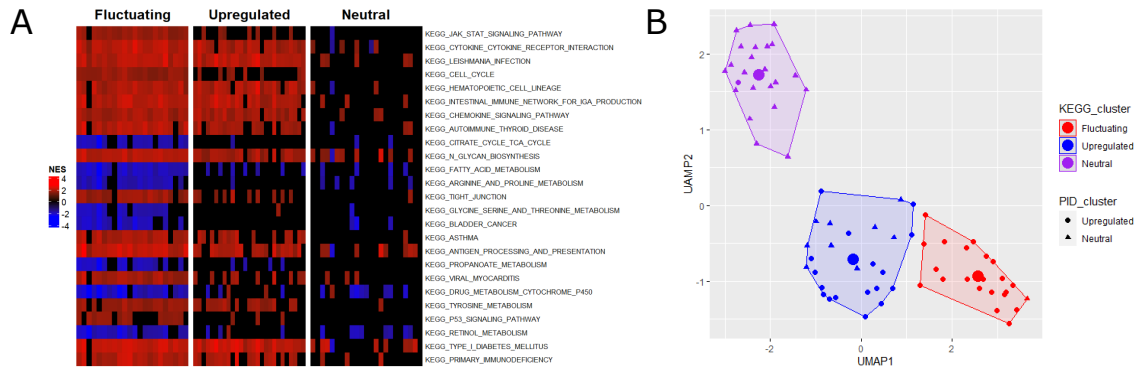 A
Fluctuating Upregulated Neutral
KEGG_JAK_STAT_SIGNALING_PATHWAY
KEGG_CYTOKINE_CYTOKINE_RECEPTOR_INTERACTION
KEGG_LEISHMANIA_INFECTION
KEGG_CELL_CYCLE
KEGG_HEMATOPOIETIC_CELL_LINEAGE
KEGG_INTESTINAL_IMMUNE_NETWORK_FOR_IGA_PRODUCTION
KEGG_CHEMOKINE_SIGNALING_PATHWAY
KEGG_AUTOIMMUNE_THYROID_DISEASE
KEGG_CITRATE_CYCLE_TCA_CYCLE
KEGG_N_GLYCAN_BIOSYNTHESIS
KEGG_FATTY_ACID_METABOLISM
KEGG_ARGININE_AND_PROLINE_METABOLISM
KEGG_TIGHT_JUNCTION
KEGG_GLYCINE_SERINE_AND_THREONINE_METABOLISM
KEGG_BLADDER_CANCER
KEGG_ASTHMA
KEGG_ANTIGEN_PROCESSING_AND_PRESENTATION
KEGG_PROPANOATE_METABOLISM
KEGG_VIRAL_MYOCARDITIS
KEGG_DRUG_METABOLISM_CYTOCHROME_P450
KEGG_TYROSINE_METABOLISM
KEGG_P53_SIGNALING_PATHWAY
KEGG_RETINOL_METABOLISM
KEGG_TYPE_I_DIABETES_MELLITUS
KEGG_PRIMARY_IMMUNODEFICIENCY
NES
4
2
0
-2
-4
B
UMAP2
2
1
0
-1
-2 0 2
UMAP1
KEGG_cluster
Fluctuating
Upregulated
Neutral
PID_cluster
Upregulated
Neutral